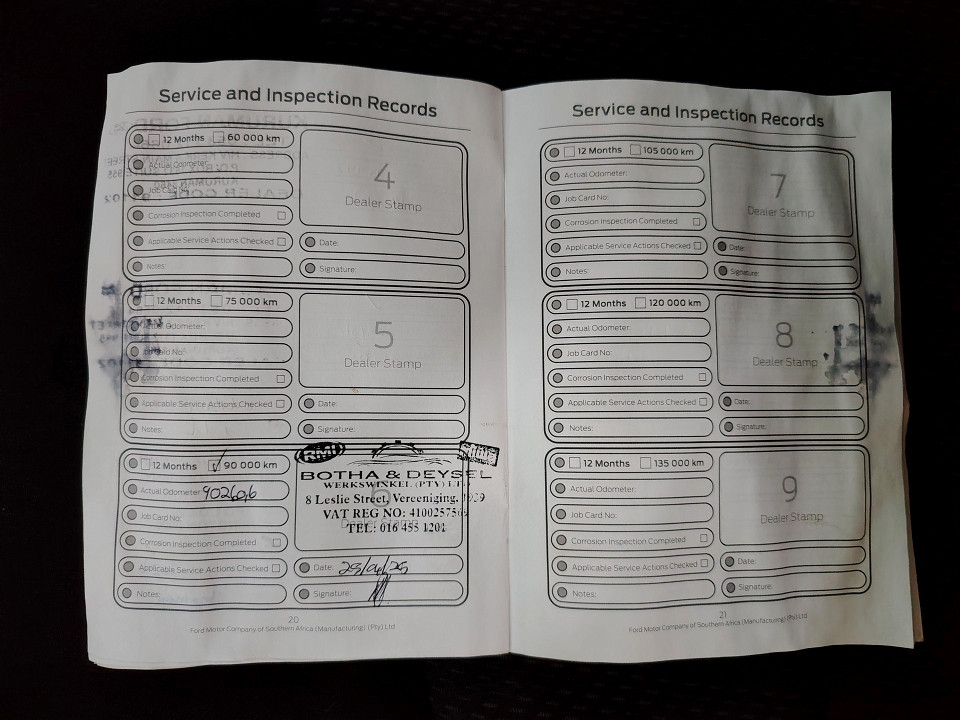 Service and Inspection Records
12 Months 60 000 km
Actual Odometer:
Job Card No:
Corrosion Inspection Completed
Applicable Service Actions Checked
Notes:
4
Dealer Stamp
Date:
Signature:
12 Months 75 000 km
Actual Odometer:
Job Card No:
Corrosion Inspection Completed
Applicable Service Actions Checked
Notes:
5
Dealer Stamp
Date:
Signature:
12 Months ✓ 90 000 km
Actual Odometer:
Job Card No:
Corrosion Inspection Completed
Applicable Service Actions Checked
Notes:
RMI
BOTHA & DEYSEL
WERKSWINKEL (PTY) LTD
8 Leslie Street, Vereeniging, 1939
VAT REG NO:
TEL: 016 455 1201
6
Dealer Stamp
Date:
Signature:
20
Ford Motor Company of Southern Africa (Manufacturing) (Pty) Ltd
Service and Inspection Records
12 Months 105 000 km
Actual Odometer:
Job Card No:
Corrosion Inspection Completed
Applicable Service Actions Checked
Notes:
7
Dealer Stamp
Date:
Signature:
12 Months 120 000 km
Actual Odometer:
Job Card No:
Corrosion Inspection Completed
Applicable Service Actions Checked
Notes:
8
Dealer Stamp
Date:
Signature:
12 Months 135 000 km
Actual Odometer:
Job Card No:
Corrosion Inspection Completed
Applicable Service Actions Checked
Notes:
9
Dealer Stamp
Date:
Signature:
21
Ford Motor Company of Southern Africa (Manufacturing) (Pty) Ltd